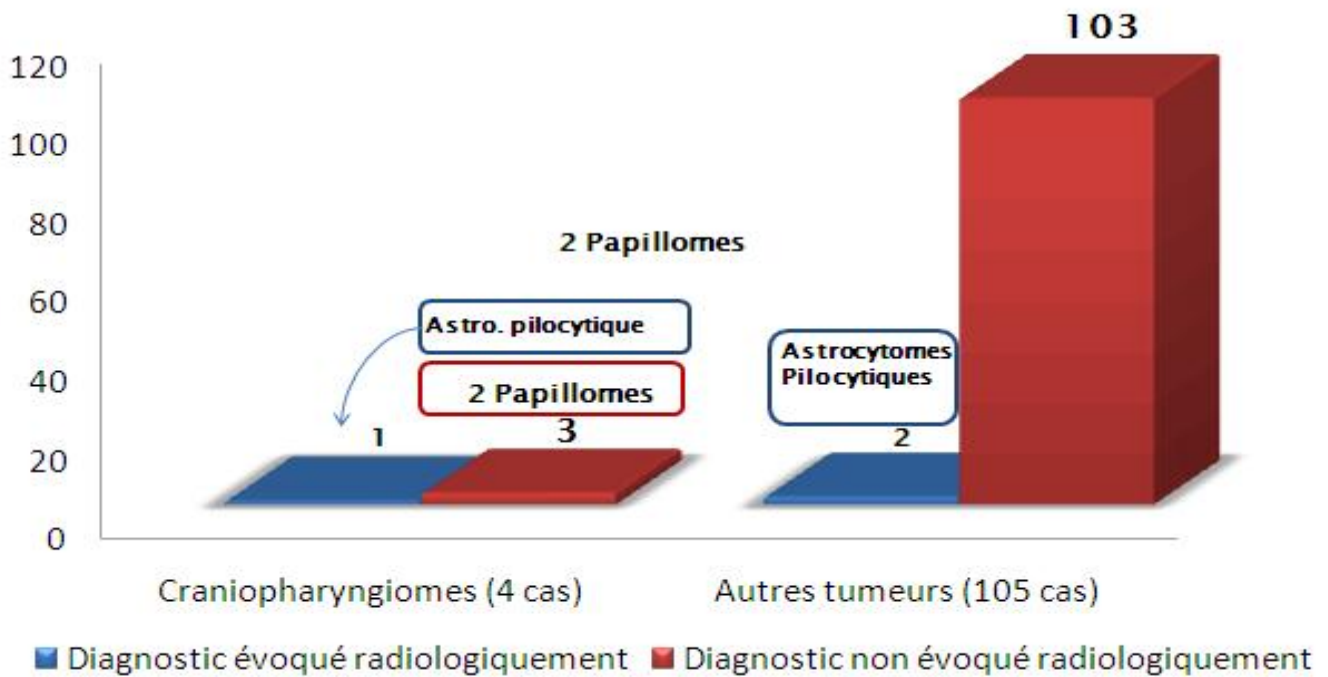 103
120
100
80
60
40
20
0
2 Papillomes
Astro. pilocytique
2 Papillomes
Astrocytomes
Pilocytiques
1
3
2
Craniopharyngiomes (4 cas)
Autres tumeurs (105 cas)
Diagnostic évoqué radiologiquement
Diagnostic non évoqué radiologiquement